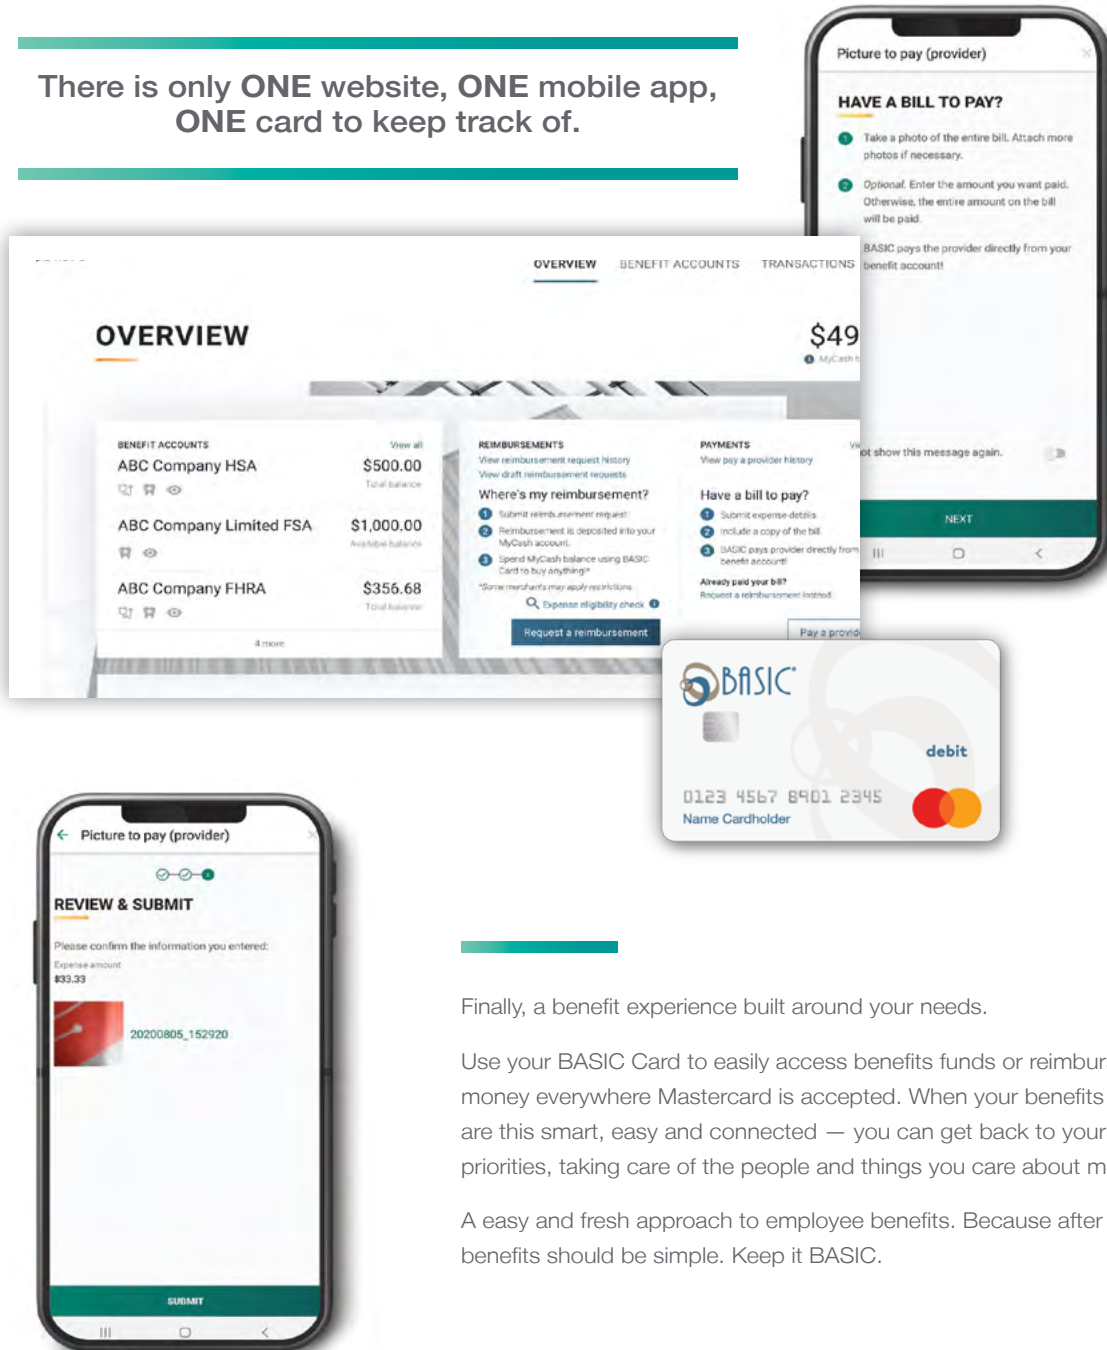 There is only ONE website, ONE mobile app,
ONE card to keep track of.
Picture to pay (provider)
HAVE A BILL TO PAY?
1 Take a photo of the entire bill. Attach more
photos if necessary.
2 Optional. Enter the amount you want paid.
Otherwise, the entire amount on the bill
will be paid.
BASIC pays the provider directly from your
benefit account!
ot show this message again.
NEXT
OVERVIEW BENEFIT ACCOUNTS TRANSACTIONS
OVERVIEW
$49
MyCash
BENEFIT ACCOUNTS View all
ABC Company HSA $500.00
Total balance
ABC Company Limited FSA $1,000.00
Available balance
ABC Company FHRA $356.68
Total balance
4 more
REIMBURSEMENTS
View reimbursement request history
View draft reimbursement requests
Where's my reimbursement?
1 Submit reimbursement request.
2 Reimbursement is deposited into your
MyCash account.
3 Spend MyCash balance using BASIC
Card to buy anything!*
*Some merchants may apply restrictions.
Expense eligibility check
Request a reimbursement
PAYMENTS
View pay a provider history
Have a bill to pay?
1 Submit expense details.
2 Include a copy of the bill.
3 BASIC pays provider directly from
benefit account!
Already paid your bill?
Request a reimbursement instead.
Pay a provid
BASIC
debit
0123 4567 8901 2345
Name Cardholder
Picture to pay (provider)
REVIEW & SUBMIT
Please confirm the information you entered:
Expense amount
$33.33
20200805_152920
SUBMIT
Finally, a benefit experience built around your needs.
Use your BASIC Card to easily access benefits funds or reimbur
money everywhere Mastercard is accepted. When your benefits
are this smart, easy and connected — you can get back to your
priorities, taking care of the people and things you care about m
A easy and fresh approach to employee benefits. Because after
benefits should be simple. Keep it BASIC.